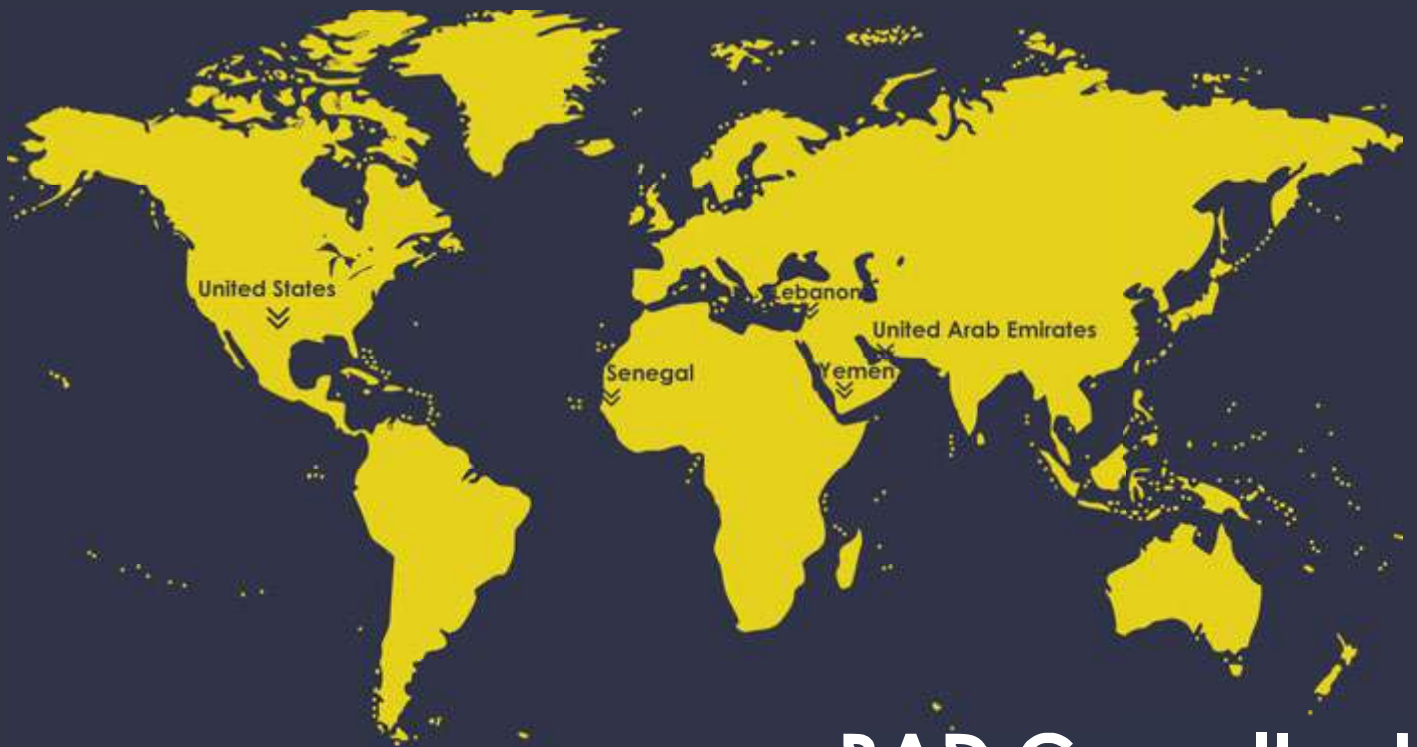 United States
Lebanon
United Arab Emirates
Senegal
Yemen